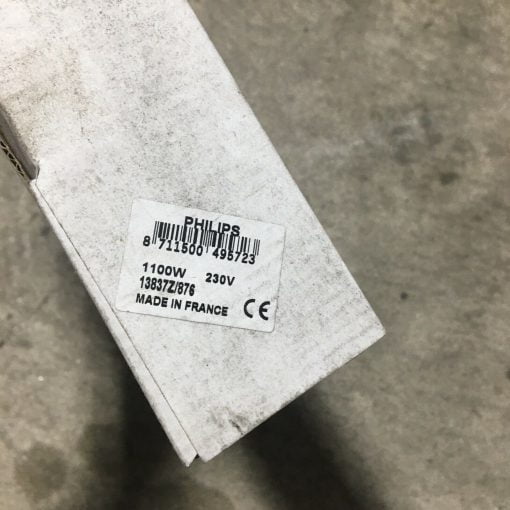 PHILIPS
8 711500 495723
1100W 230V
13837Z/876
MADE IN FRANCE CE